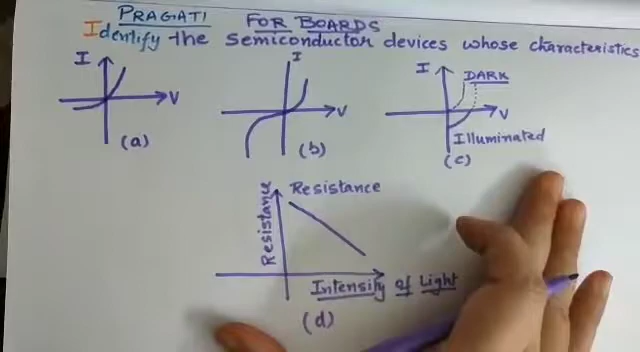 PRAGATI FOR BOARDS
Identify the semiconductor devices whose characteristics
I
V
(a)
I
V
(b)
I
DARK
V
Illuminated
(c)
Resistance
Resistance
Intensity of Light
(d)